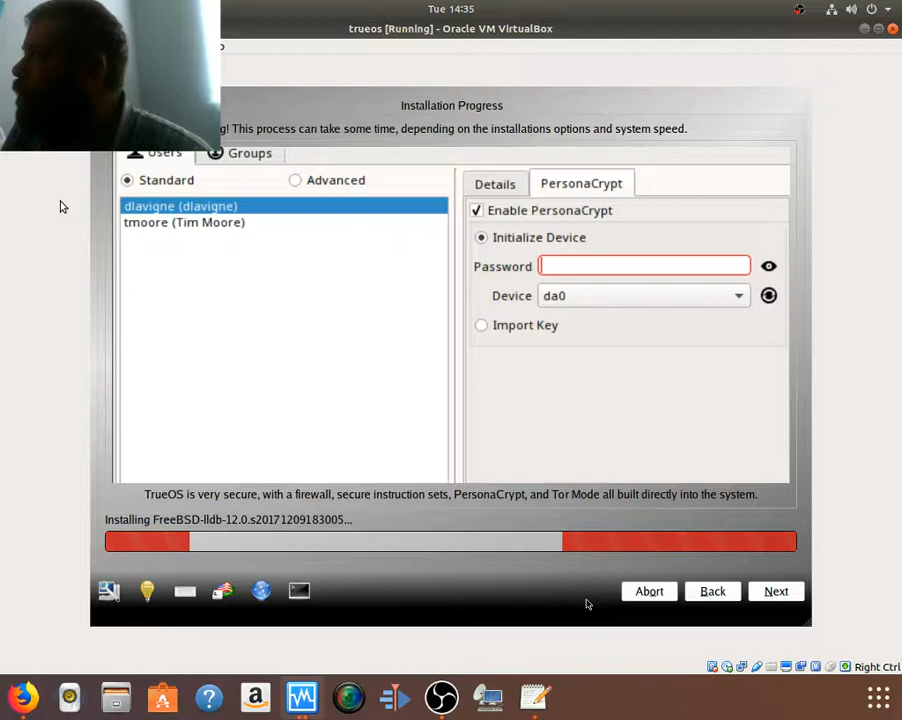 Tue 14:35
trueos [Running] - Oracle VM VirtualBox
Installation Progress
g! This process can take some time, depending on the installations options and system speed.
Users
Groups
Standard
Advanced
dlavigne (dlavigne)
tmoore (Tim Moore)
Details
PersonaCrypt
Enable PersonaCrypt
Initialize Device
Password
Device da0
Import Key
TrueOS is very secure, with a firewall, secure instruction sets, PersonaCrypt, and Tor Mode all built directly into the system.
Installing FreeBSD-lldb-12.0.s20171209183005...
Abort
Back
Next
Right Ctrl